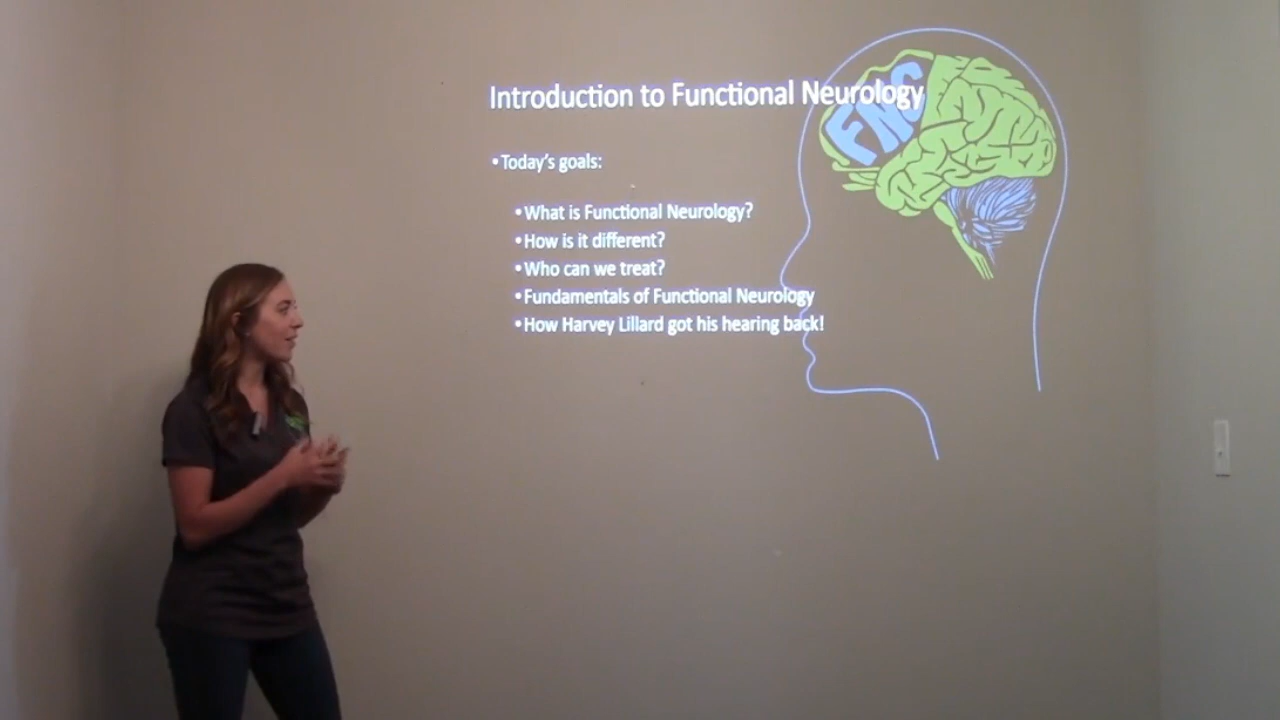 Introduction to Functional Neurology
FNC
•Today's goals:
•What is Functional Neurology?
•How is it different?
•Who can we treat?
•Fundamentals of Functional Neurology
•How Harvey Lillard got his hearing back!